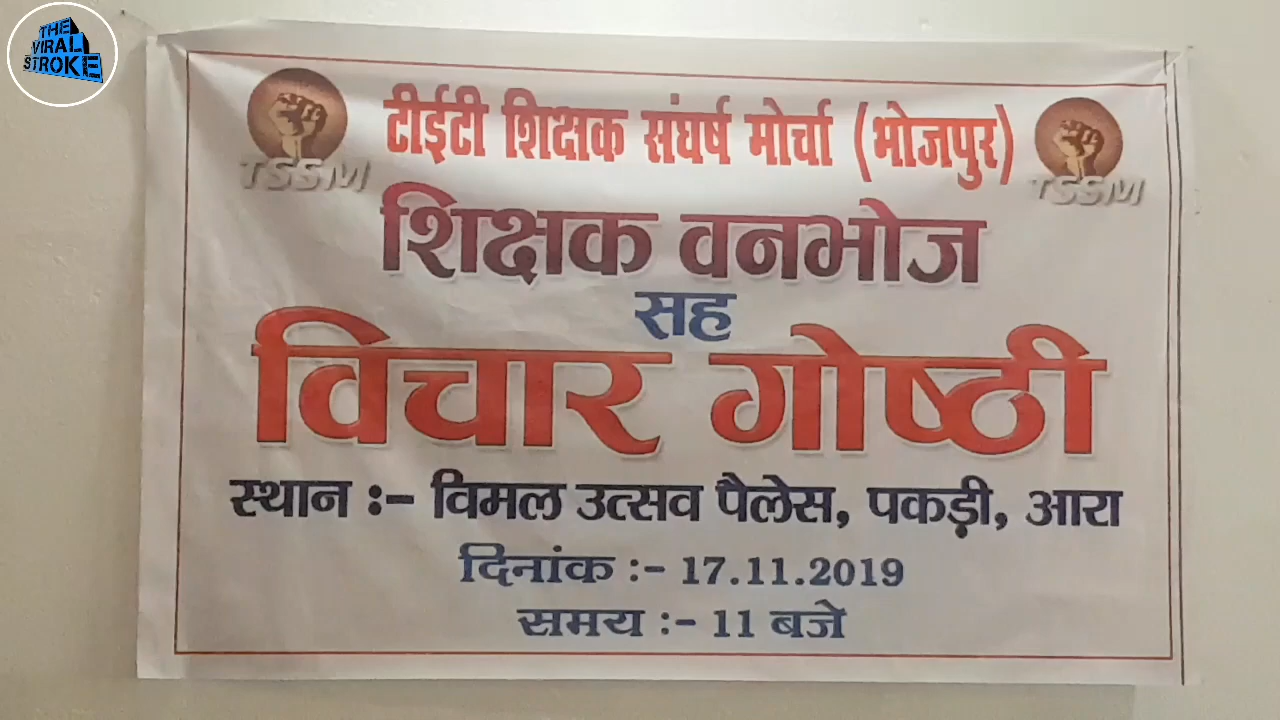 THE
VIRAL
STROKE
टीईटी शिक्षक संघर्ष मोर्चा (भोजपुर)
TSSM
TSSM
शिक्षक वनभोज
सह
विचार गोष्ठी
स्थान :- विमल उत्सव पैलेस, पकड़ी, आरा
दिनांक :- 17.11.2019
समय :- 11 बजे